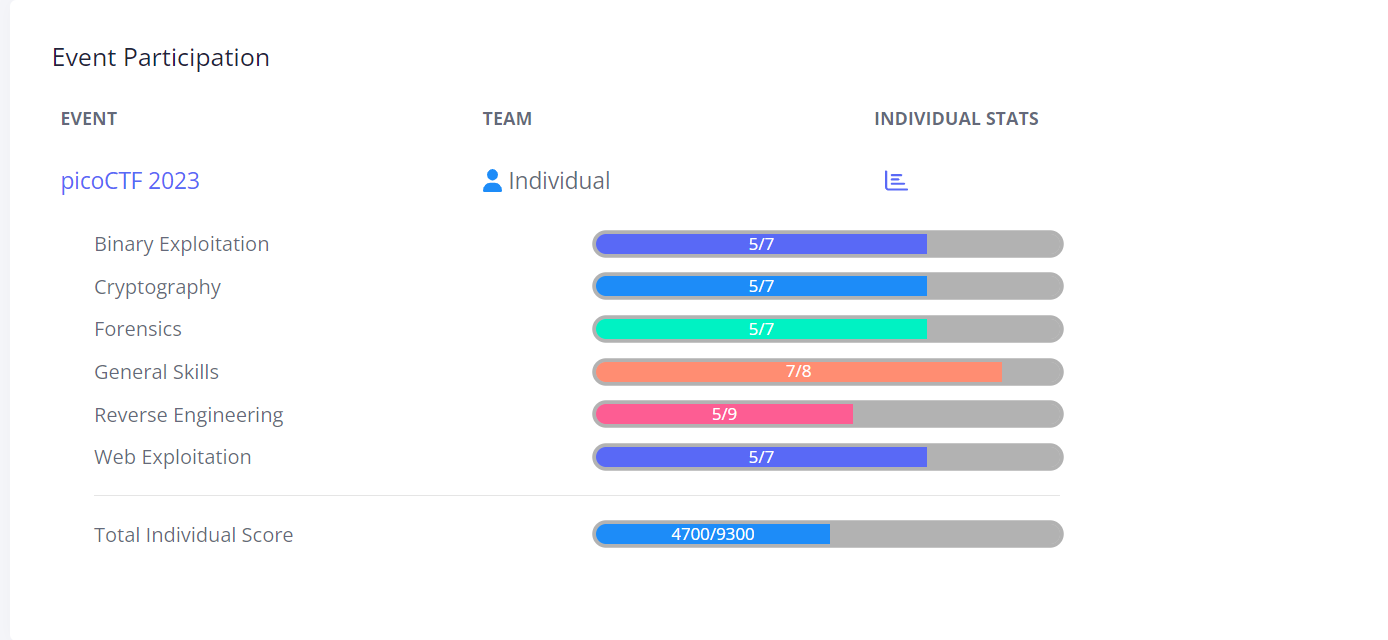 Event Participation
EVENT TEAM INDIVIDUAL STATS
picoCTF 2023 Individual
Binary Exploitation 5/7
Cryptography 5/7
Forensics 5/7
General Skills 7/8
Reverse Engineering 5/9
Web Exploitation 5/7
Total Individual Score 4700/9300